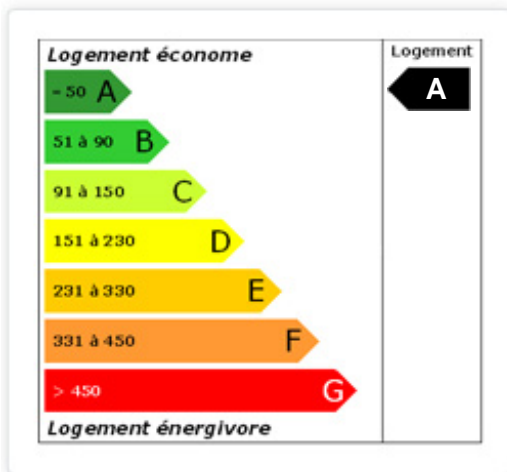 Logement économe
Logement
- 50 A
A
51 à 90 B
91 à 150 C
151 à 230 D
231 à 330 E
331 à 450 F
> 450 G
Logement énergivore